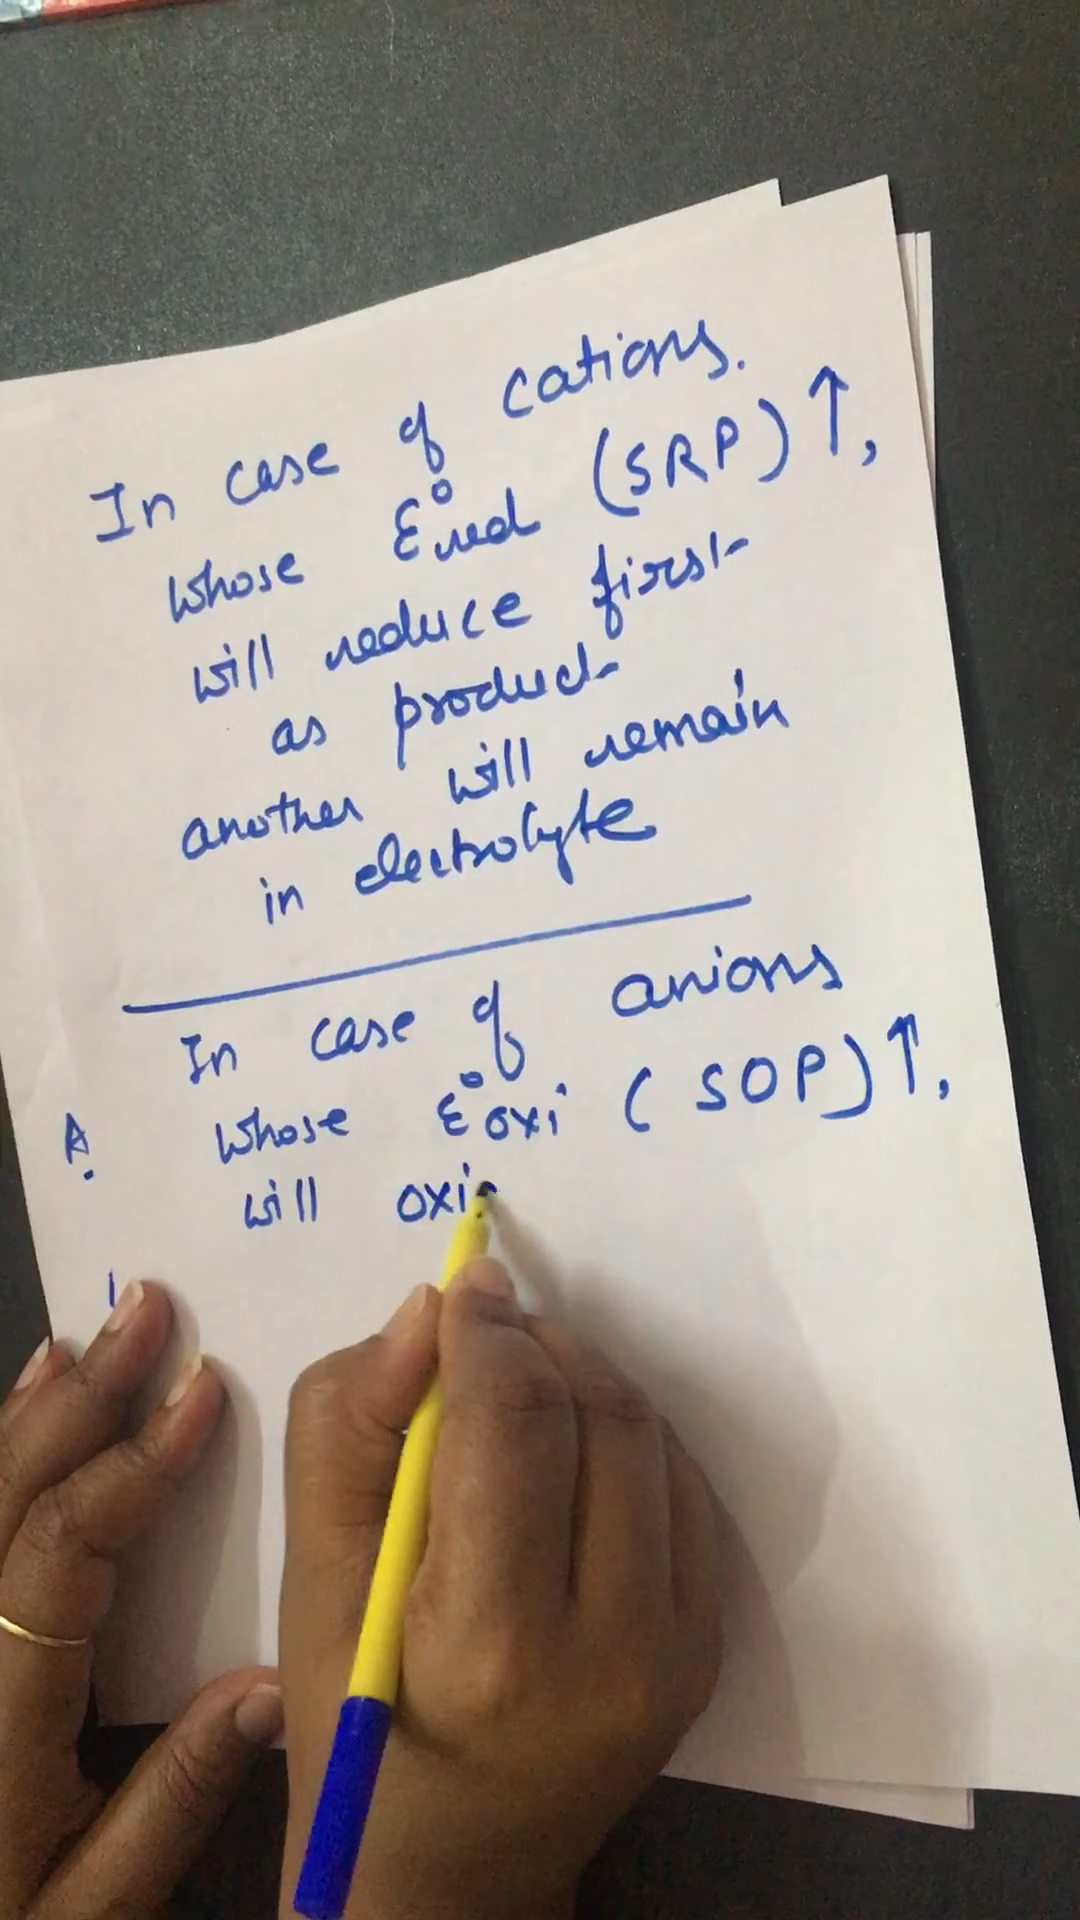 In case of cations.
whose E°red (SRP) ↑,
will reduce first
as product
another will remain
in electrolyte
In case of anions
whose E°oxi (SOP) ↑,
A.
will oxi